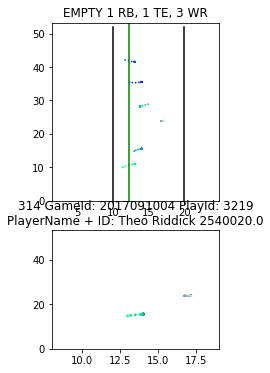 EMPTY 1 RB, 1 TE, 3 WR
50
40
30
20
10
0
5 10 15 20
314 GameId: 2017091004 PlayId: 3219
PlayerName + ID: Theo Riddick 2540020.0
40
20
0
10.0 12.5 15.0 17.5